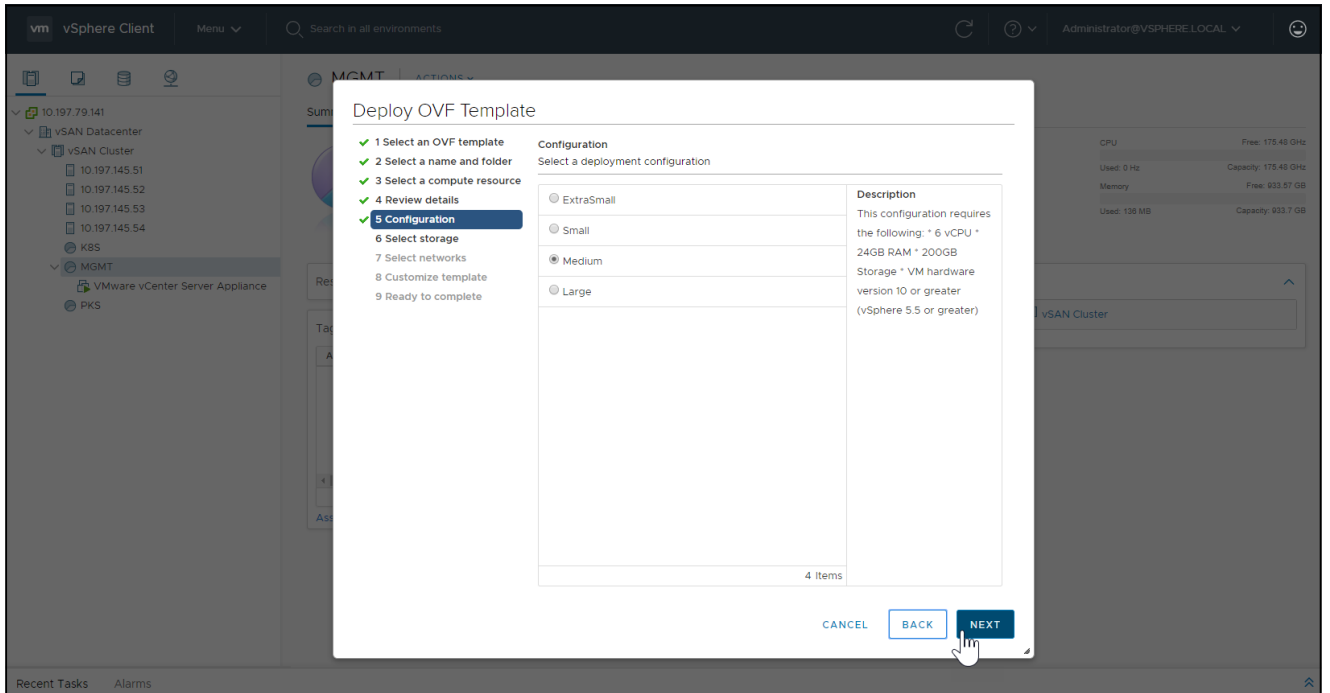 vm vSphere Client Menu Search in all environments Administrator@VSPHERE.LOCAL
MGMT ACTIONS
10.197.79.141
vSAN Datacenter
vSAN Cluster
10.197.145.51
10.197.145.52
10.197.145.53
10.197.145.54
K8S
MGMT
VMware vCenter Server Appliance
PKS
Summ
Deploy OVF Template
1 Select an OVF template
2 Select a name and folder
3 Select a compute resource
4 Review details
5 Configuration
6 Select storage
7 Select networks
8 Customize template
9 Ready to complete
Configuration
Select a deployment configuration
ExtraSmall
Small
Medium
Large
4 Items
Description
This configuration requires
the following: * 6 vCPU *
24GB RAM * 200GB
Storage * VM hardware
version 10 or greater
(vSphere 5.5 or greater)
CANCEL BACK NEXT
CPU Free: 175.48 GHz
Used: 0 Hz Capacity: 175.48 GHz
Memory Free: 933.57 GB
Used: 136 MB Capacity: 933.7 GB
Res
vSAN Cluster
Tag
A
Ass
Recent Tasks Alarms